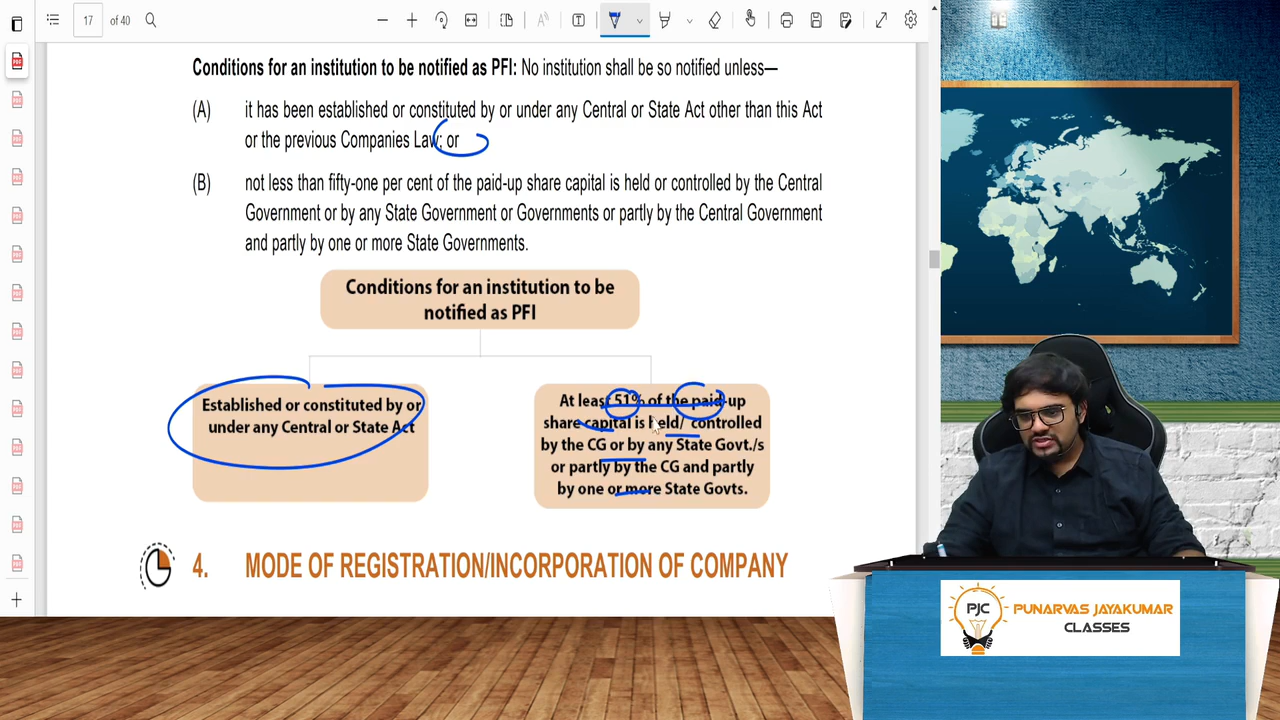 17 of 40
Conditions for an institution to be notified as PFI: No institution shall be so notified unless—
(A) it has been established or constituted by or under any Central or State Act other than this Act
or the previous Companies Law; or
(B) not less than fifty-one per cent of the paid-up share capital is held or controlled by the Central
Government or by any State Government or Governments or partly by the Central Government
and partly by one or more State Governments.
Conditions for an institution to be
notified as PFI
Established or constituted by or
under any Central or State Act
At least 51% of the paid-up
share capital is held/ controlled
by the CG or by any State Govt./s
or partly by the CG and partly
by one or more State Govts.
4. MODE OF REGISTRATION/INCORPORATION OF COMPANY
PJC
PUNARVAS JAYAKUMAR
CLASSES